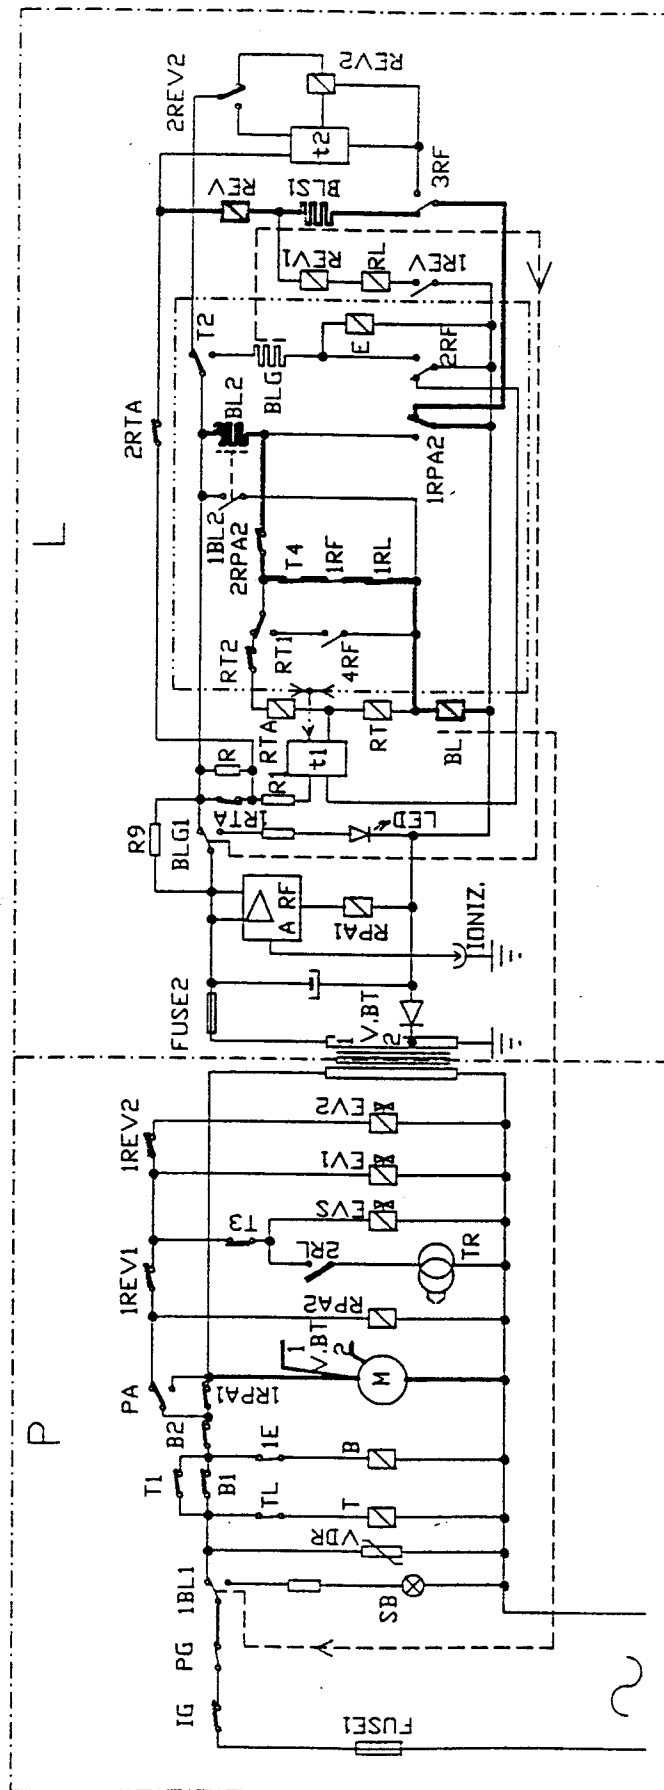 P
L
IG
PG
1BL1
FUSE1
SB
VDR
T1
B1
TL
T
B2
1E
B
PA
1RPA1
M
1
V.BT
2
1REV1
RPA2
T3
2RL
TR
EVS
EV1
1REV2
EV2
FUSE2
1
V.BT
2
IONIZ.
A
RF
RPA1
R9
BLG1
LED
1RTA
R
R1
t1
RTA
RT
BL
RT2
RT1
4RF
2RPA2
T4
1RF
1RL
1BL2
2RTA
BL2
1RPA2
T2
BLG
E
2RF
REV1
RL
1REV
REV
BLS1
3RF
2REV2
t2
REV2